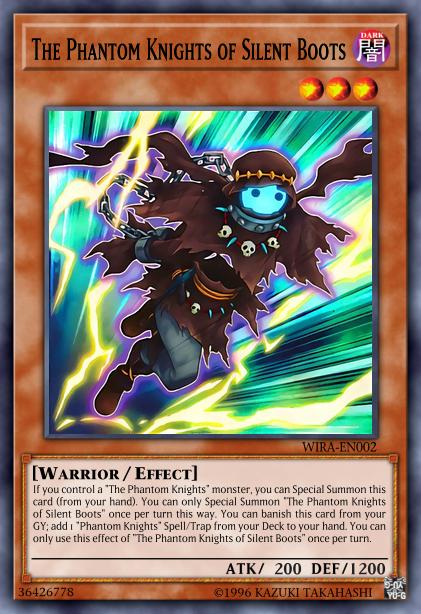 The Phantom Knights of Silent Boots
DARK
闇
WIRA-EN002
[Warrior / Effect]
If you control a "The Phantom Knights" monster, you can Special Summon this
card (from your hand). You can only Special Summon "The Phantom Knights
of Silent Boots" once per turn this way. You can banish this card from your
GY; add 1 "Phantom Knights" Spell/Trap from your Deck to your hand. You can
only use this effect of "The Phantom Knights of Silent Boots" once per turn.
ATK/ 200 DEF/1200
36426778
©1996 KAZUKI TAKAHASHI